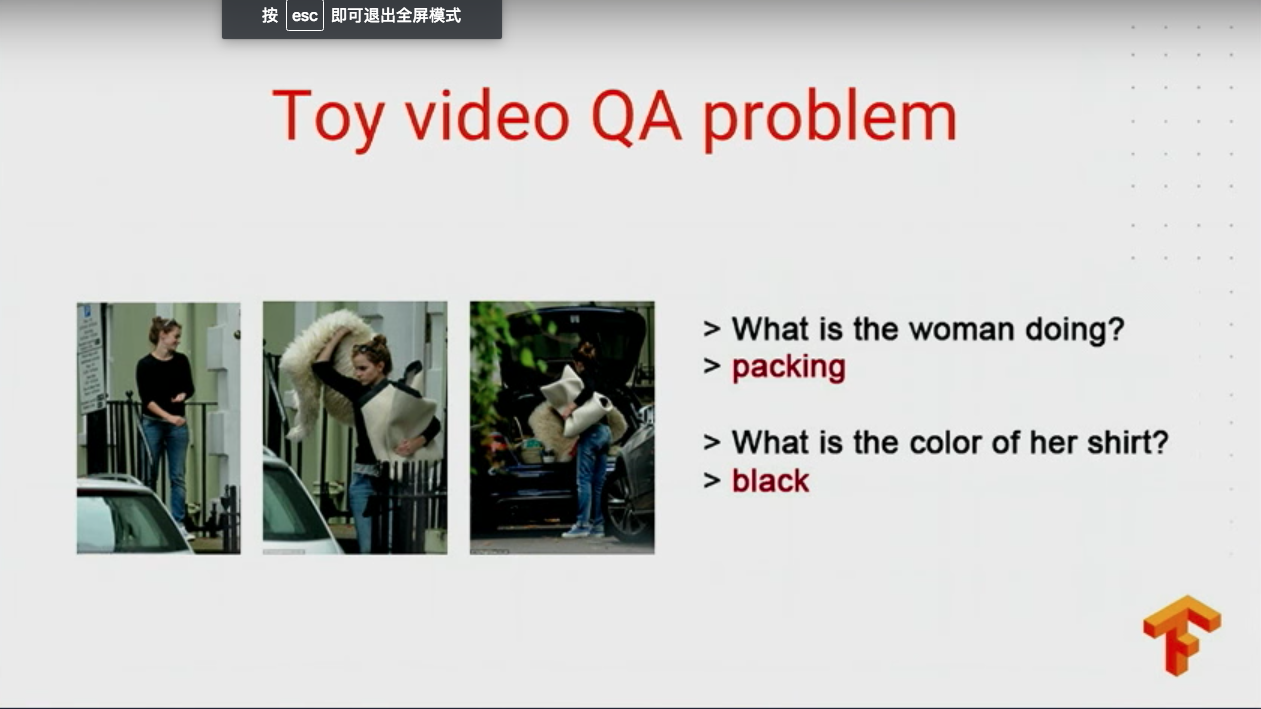 按 esc 即可退出全屏模式
Toy video QA problem
> What is the woman doing?
> packing
> What is the color of her shirt?
> black